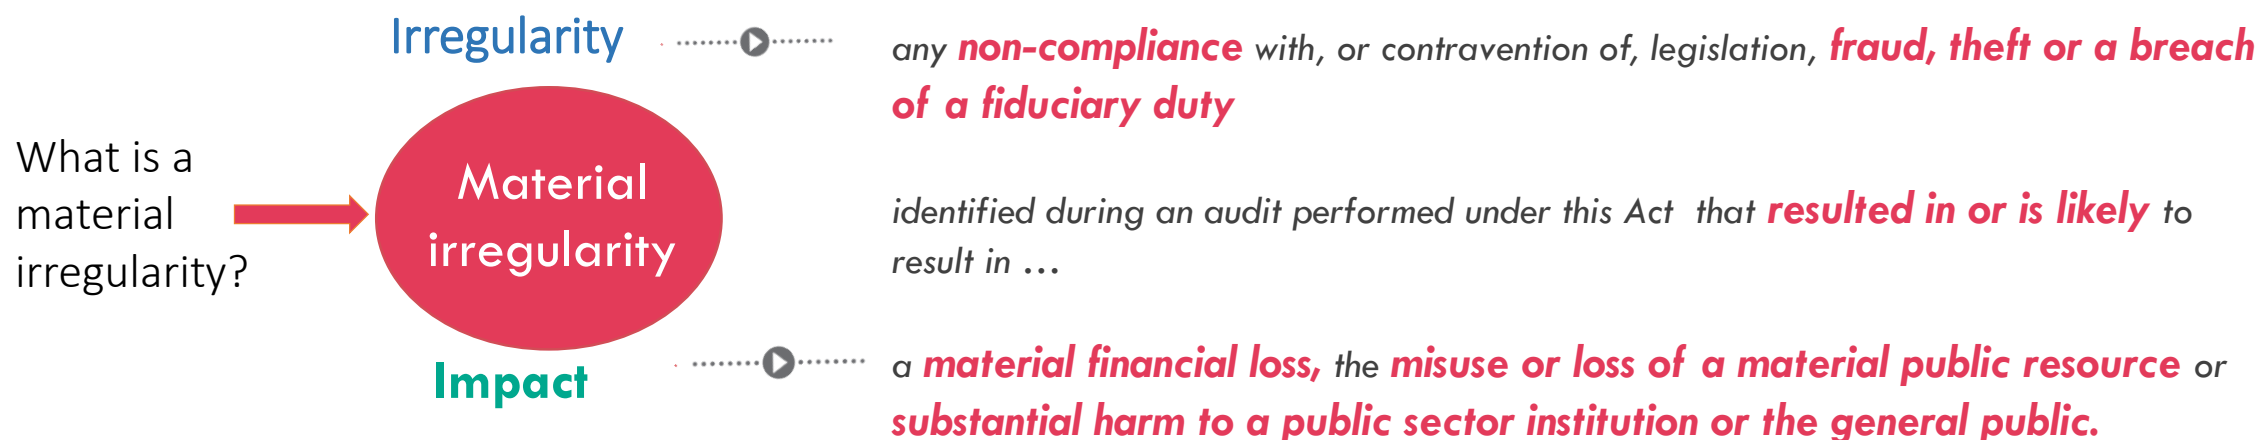 What is a
material
irregularity?
Irregularity
Material
irregularity
Impact
any non-compliance with, or contravention of, legislation, fraud, theft or a breach
of a fiduciary duty
identified during an audit performed under this Act that resulted in or is likely to
result in ...
a material financial loss, the misuse or loss of a material public resource or
substantial harm to a public sector institution or the general public.